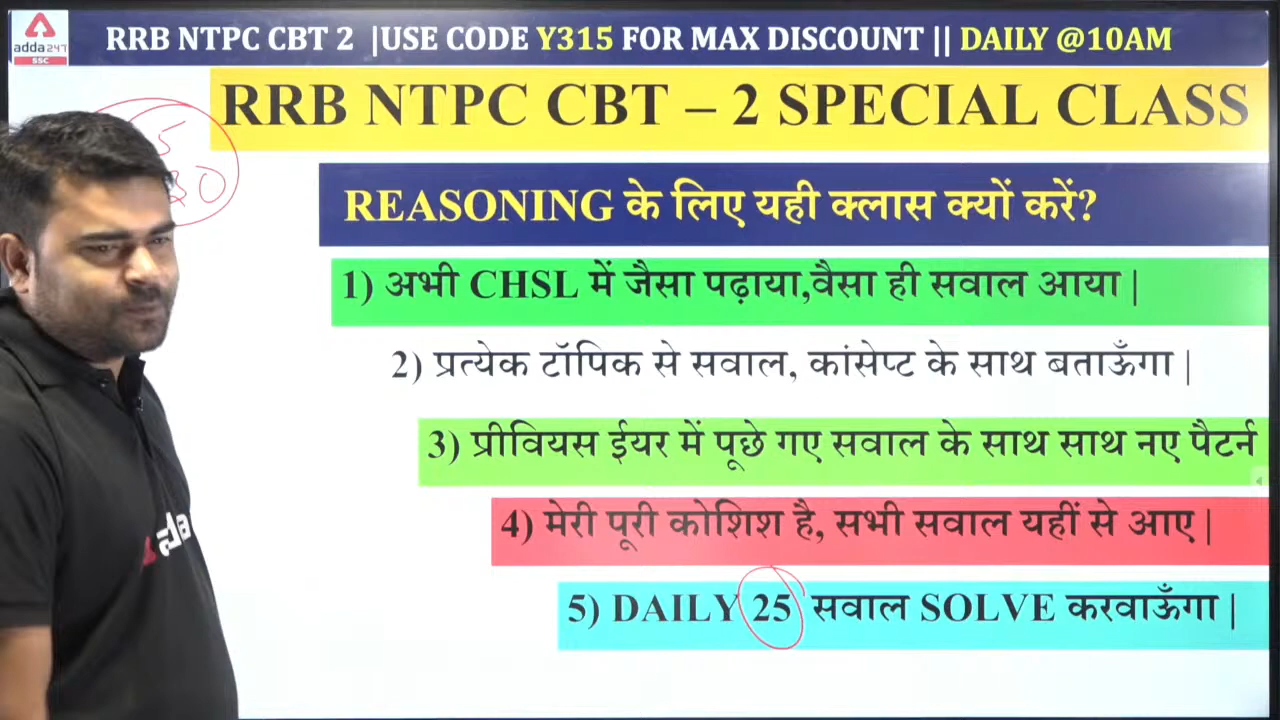 adda247
SSC
RRB NTPC CBT 2 |USE CODE Y315 FOR MAX DISCOUNT || DAILY @10AM
RRB NTPC CBT – 2 SPECIAL CLASS
REASONING के लिए यही क्लास क्यों करें?
1) अभी CHSL में जैसा पढ़ाया,वैसा ही सवाल आया |
2) प्रत्येक टॉपिक से सवाल, कांसेप्ट के साथ बताऊँगा |
3) प्रीवियस ईयर में पूछे गए सवाल के साथ साथ नए पैटर्न
4) मेरी पूरी कोशिश है, सभी सवाल यहीं से आए |
5) DAILY 25 सवाल SOLVE करवाऊँगा |